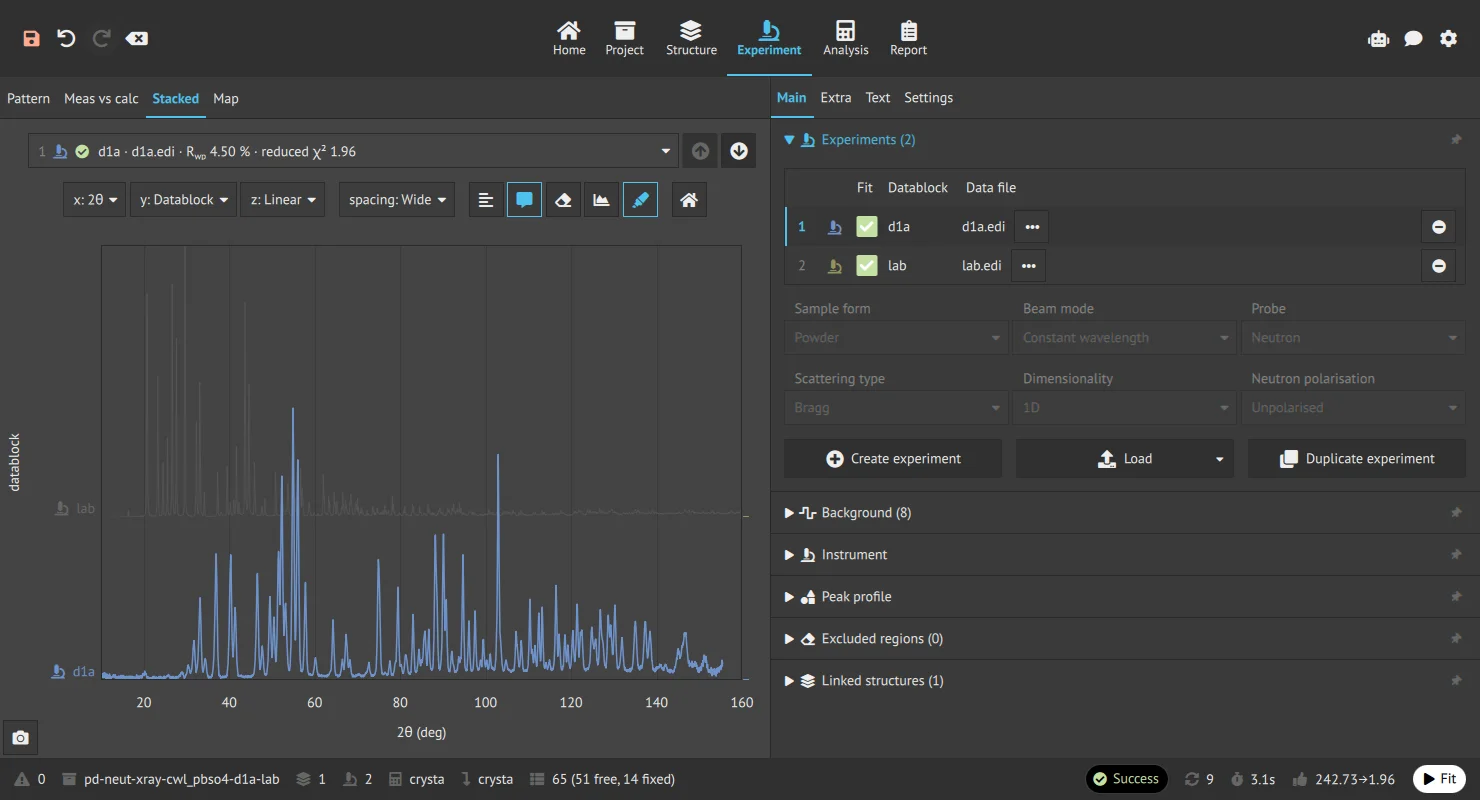 Home Project Structure Experiment Analysis Report
Pattern Meas vs calc Stacked Map
Main Extra Text Settings
1 d1a · d1a.edi · Rwp 4.50 % · reduced χ² 1.96
x: 2θ y: Datablock z: Linear spacing: Wide
datablock
lab
d1a
20 40 60 80 100 120 140 160
2θ (deg)
Experiments (2)
Fit Datablock Data file
1 d1a d1a.edi •••
2 lab lab.edi •••
Sample form Beam mode Probe
Powder Constant wavelength Neutron
Scattering type Dimensionality Neutron polarisation
Bragg 1D Unpolarised
Create experiment Load Duplicate experiment
Background (8)
Instrument
Peak profile
Excluded regions (0)
Linked structures (1)
0 pd-neut-xray-cwl_pbso4-d1a-lab 1 2 crysta crysta 65 (51 free, 14 fixed) Success 9 3.1s 242.73→1.96 Fit